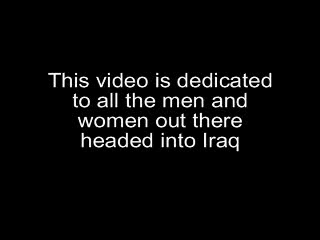 This video is dedicated
to all the men and
women out there
headed into Iraq